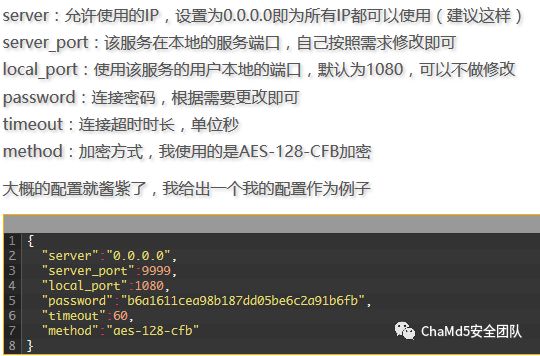 server：允许使用的IP，设置为0.0.0.0即为所有IP都可以使用（建议这样）
server_port：该服务在本地的服务端口，自己按照需求修改即可
local_port：使用该服务的用户本地的端口，默认为1080，可以不做修改
password：连接密码，根据需要更改即可
timeout：连接超时时长，单位秒
method：加密方式，我使用的是AES-128-CFB加密
大概的配置就酱紫了，我给出一个我的配置作为例子
1 {
2 "server":"0.0.0.0",
3 "server_port":9999,
4 "local_port":1080,
5 "password":"b6a1611cea98b187dd05be6c2a91b6fb",
6 "timeout":60,
7 "method":"aes-128-cfb"
8 }
ChaMd5安全团队